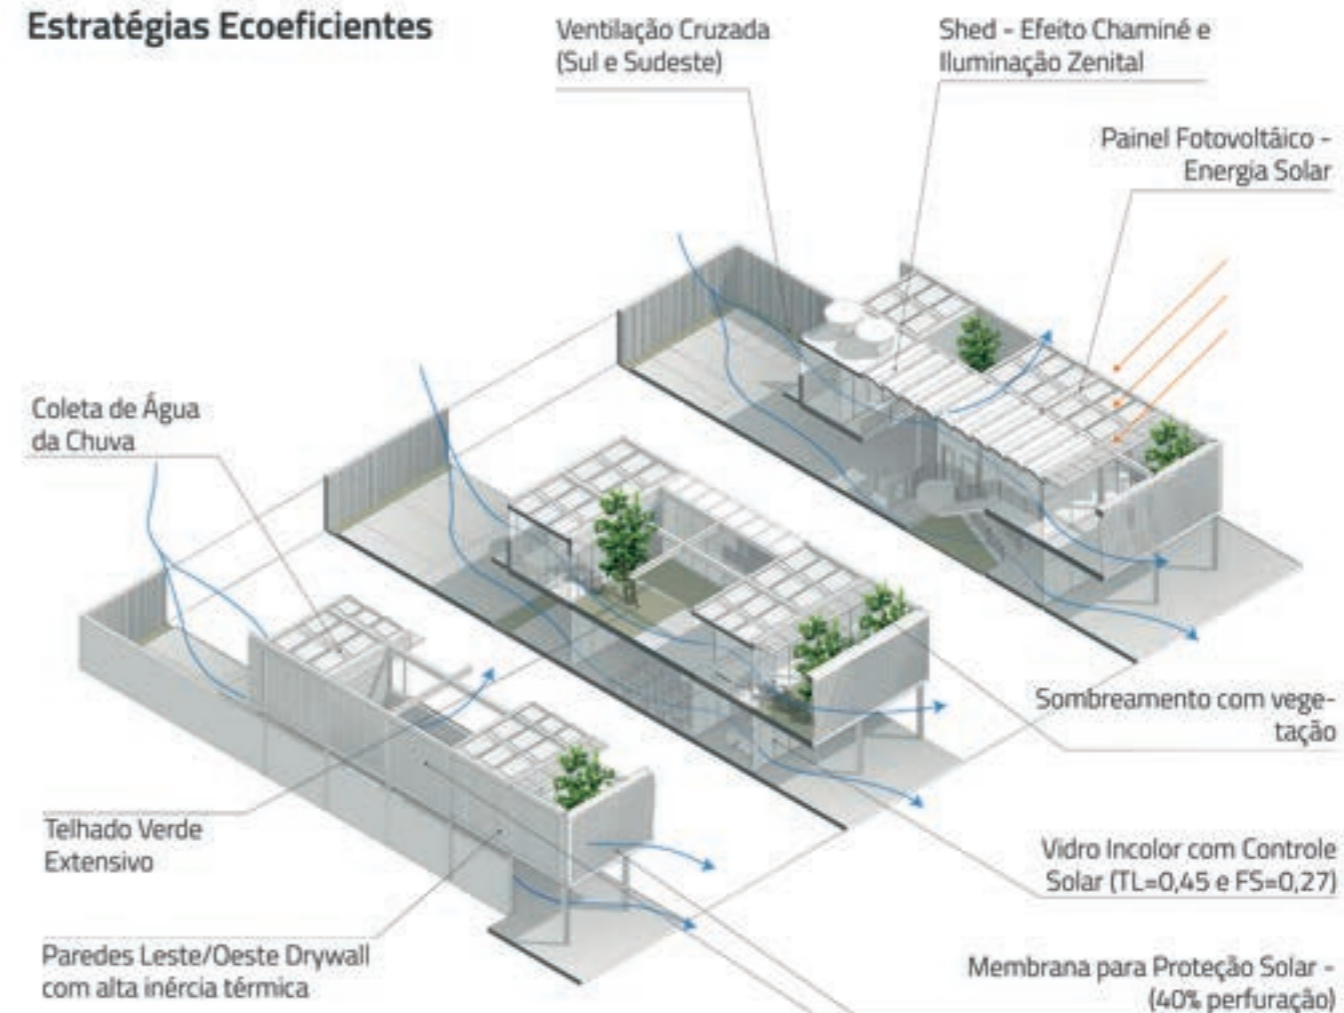 Estratégias Ecoeficientes
Ventilação Cruzada
(Sul e Sudeste)
Shed - Efeito Chaminé e
Iluminação Zenital
Painel Fotovoltâico -
Energia Solar
Coleta de Água
da Chuva
Sombreamento com vege-
tação
Telhado Verde
Extensivo
Vidro Incolor com Controle
Solar (TL=0,45 e FS=0,27)
Paredes Leste/Oeste Drywall
com alta inércia térmica
Membrana para Proteção Solar -
(40% perfuração)